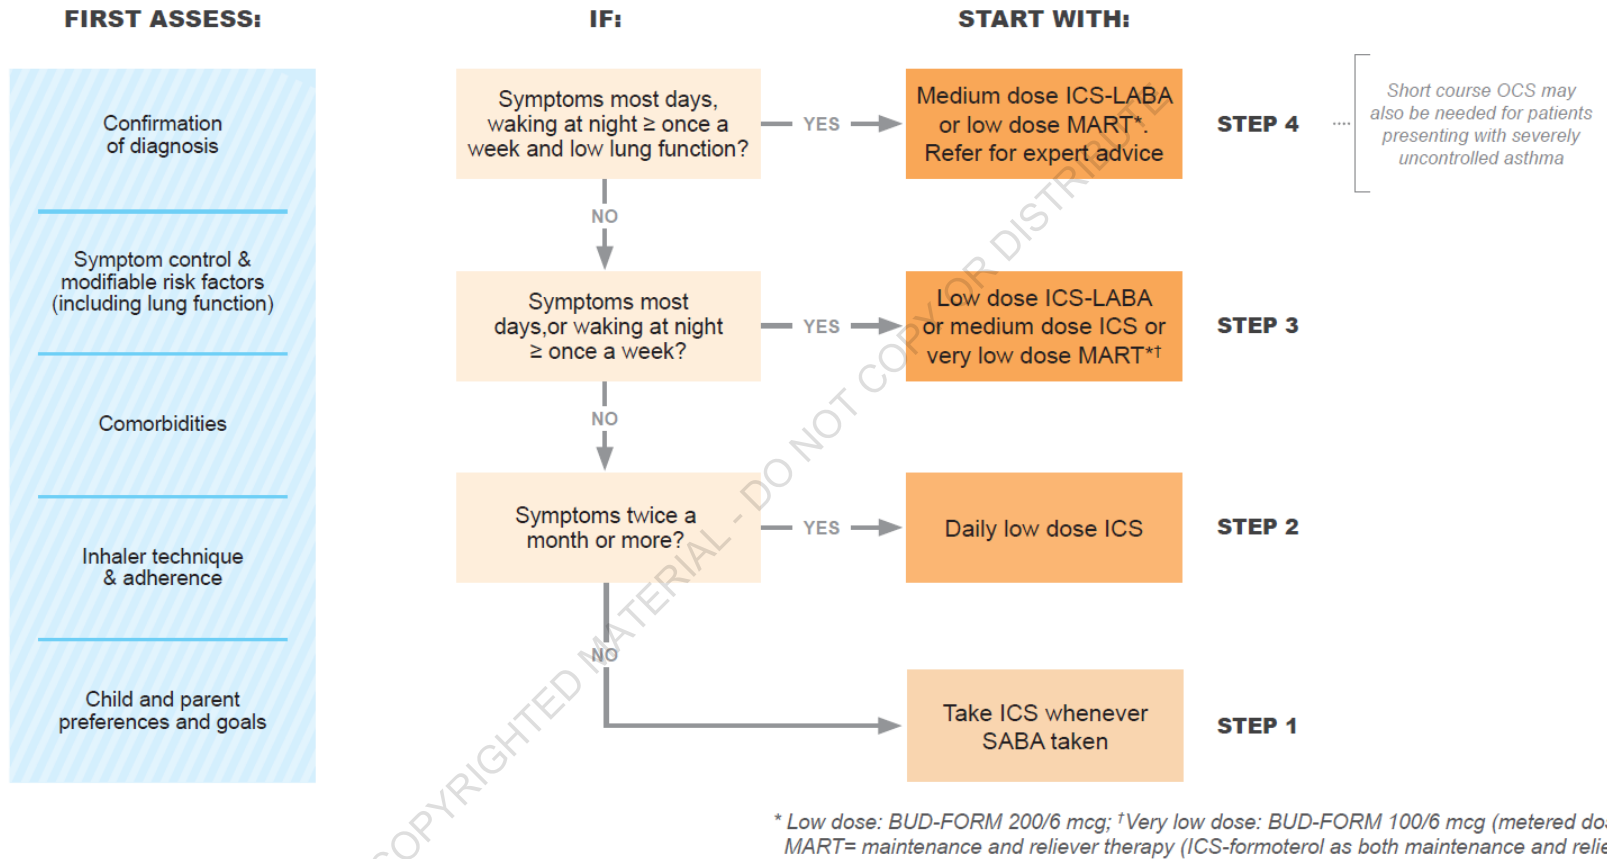 FIRST ASSESS:
IF:
START WITH:
Confirmation
of diagnosis
Symptom control &
modifiable risk factors
(including lung function)
Comorbidities
Inhaler technique
& adherence
Child and parent
preferences and goals
Symptoms most days,
waking at night ≥ once a
week and low lung function?
YES
Medium dose ICS-LABA
or low dose MART*.
Refer for expert advice
STEP 4
Short course OCS may
also be needed for patients
presenting with severely
uncontrolled asthma
NO
Symptoms most
days,or waking at night
≥ once a week?
YES
Low dose ICS-LABA
or medium dose ICS or
very low dose MART*†
STEP 3
NO
Symptoms twice a
month or more?
YES
Daily low dose ICS
STEP 2
NO
Take ICS whenever
SABA taken
STEP 1
* Low dose: BUD-FORM 200/6 mcg; †Very low dose: BUD-FORM 100/6 mcg (metered dos
MART= maintenance and reliever therapy (ICS-formoterol as both maintenance and relie
COPYRIGHTED MATERIAL - DO NOT COPY OR DISTRIBUTE